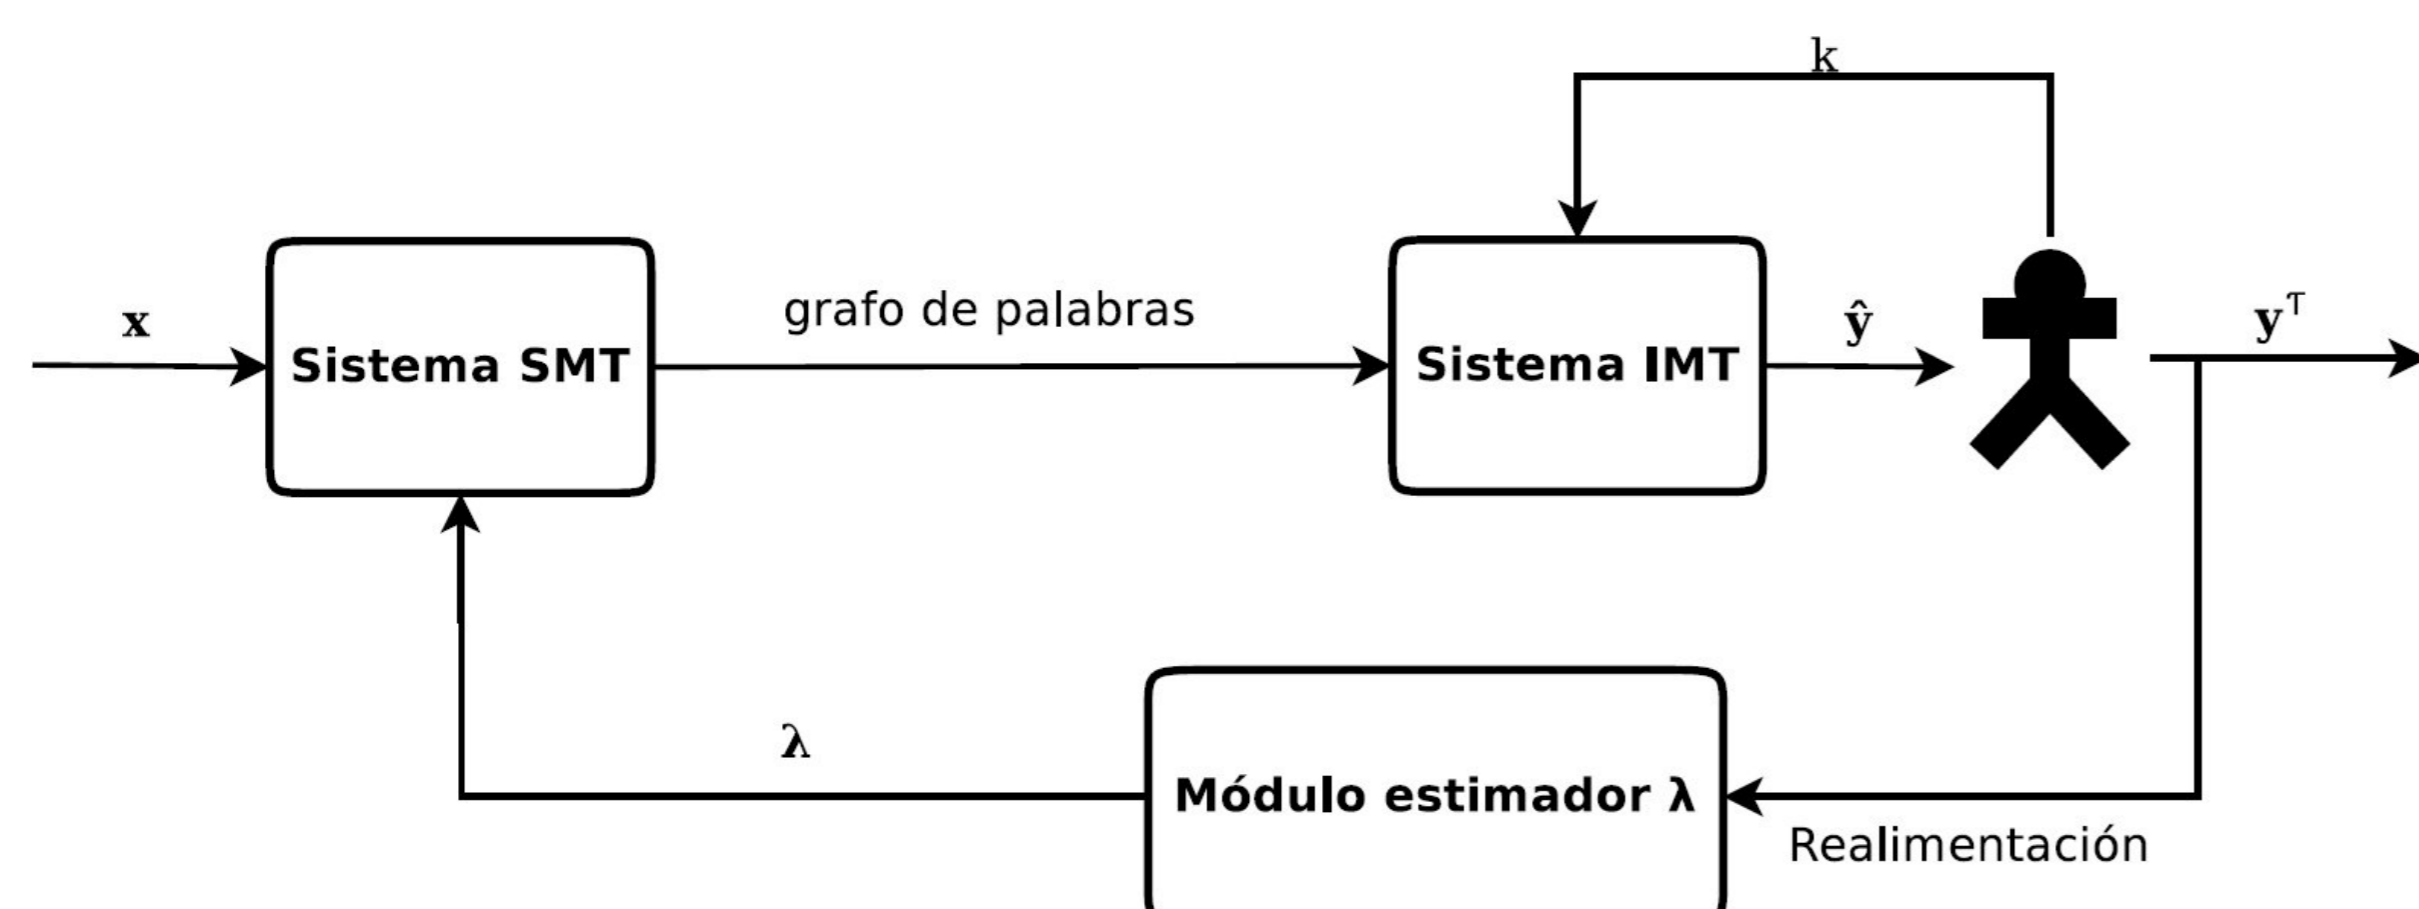 k
x
Sistema SMT
grafo de palabras
Sistema IMT
ŷ
y^τ
λ
Módulo estimador λ
Realimentación